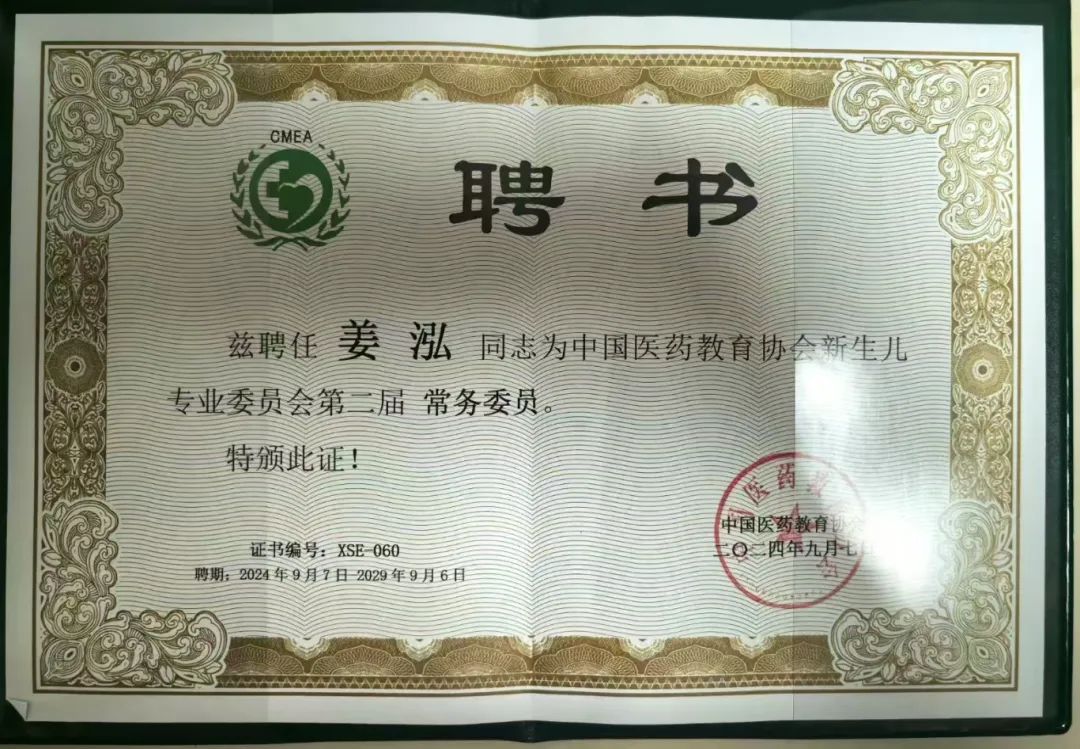 CMEA
聘书
兹聘任 姜泓 同志为中国医药教育协会新生儿
专业委员会第二届 常务委员。
特颁此证！
中国医药教育协会
二〇二四年九月七日
证书编号：XSE-060
聘期：2024年9月7日-2029年9月6日